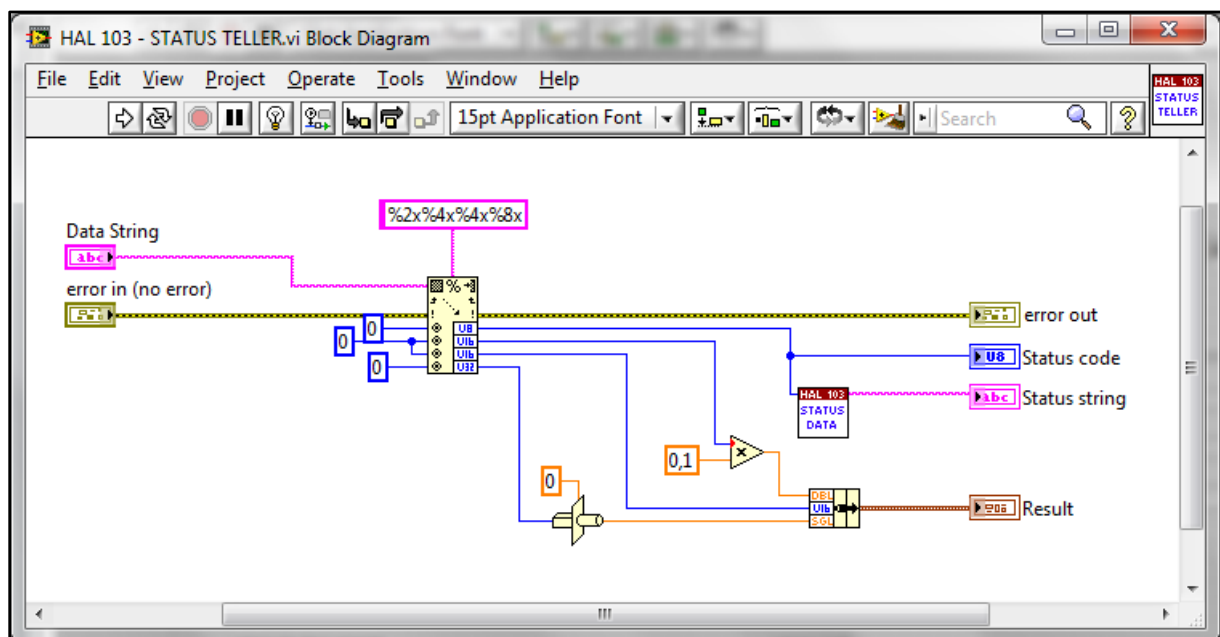 HAL 103 - STATUS TELLER.vi Block Diagram
File Edit View Project Operate Tools Window Help
15pt Application Font
Search
HAL 103
STATUS
TELLER
%2x%4x%4x%8x
Data String
abc
error in (no error)
%
error out
0
0
0
U8
U16
U16
U32
U8
Status code
HAL 103
STATUS
DATA
abc
Status string
0,1
x
0
DBL
U16
SGL
Result